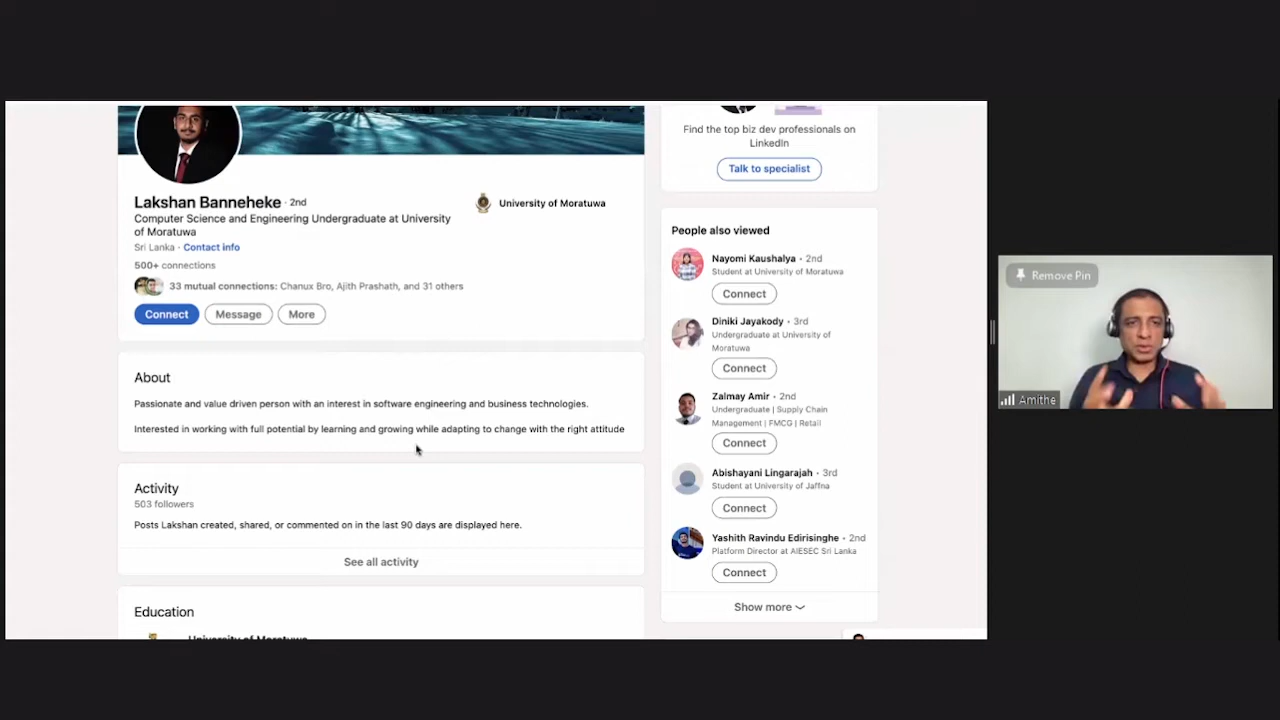 Lakshan Banneheke · 2nd
University of Moratuwa
Computer Science and Engineering Undergraduate at University
of Moratuwa
Sri Lanka · Contact info
500+ connections
33 mutual connections: Chanux Bro, Ajith Prashath, and 31 others
Connect
Message
More
About
Passionate and value driven person with an interest in software engineering and business technologies.
Interested in working with full potential by learning and growing while adapting to change with the right attitude
Activity
503 followers
Posts Lakshan created, shared, or commented on in the last 90 days are displayed here.
See all activity
Education
University of Moratuwa
Find the top biz dev professionals on
LinkedIn
Talk to specialist
People also viewed
Nayomi Kaushalya • 2nd
Student at University of Moratuwa
Connect
Diniki Jayakody • 3rd
Undergraduate at University of
Moratuwa
Connect
Zalmay Amir • 2nd
Undergraduate | Supply Chain
Management | FMCG | Retail
Connect
Abishayani Lingarajah • 3rd
Student at University of Jaffna
Connect
Yashith Ravindu Edirisinghe • 2nd
Platform Director at AIESEC Sri Lanka
Connect
Show more
Remove Pin
Amithe